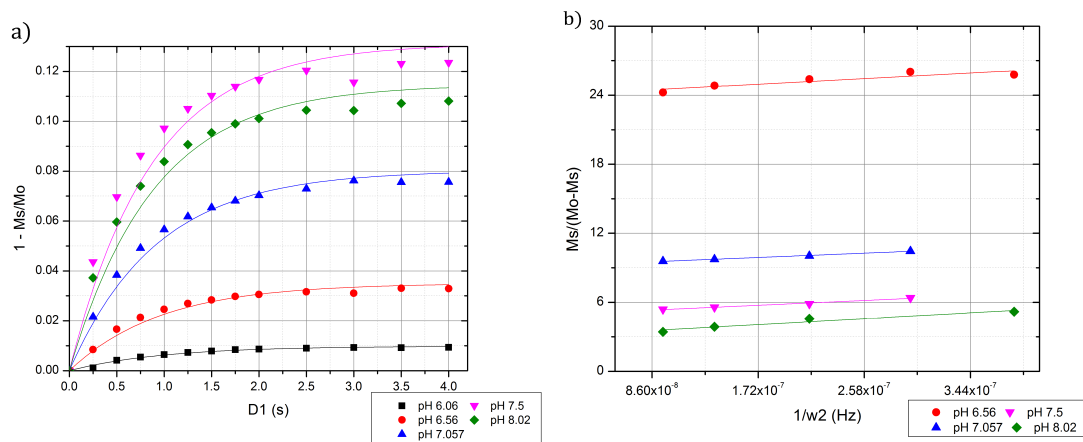 a)
1 - Ms/Mo
0.12
0.10
0.08
0.06
0.04
0.02
0.00
0.0 0.5 1.0 1.5 2.0 2.5 3.0 3.5 4.0
D1 (s)
pH 6.06 pH 7.5
pH 6.56 pH 8.02
pH 7.057
b)
Ms/(Mo-Ms)
30
24
18
12
6
0
8.60x10⁻⁸ 1.72x10⁻⁷ 2.58x10⁻⁷ 3.44x10⁻⁷
1/w2 (Hz)
pH 6.56 pH 7.5
pH 7.057 pH 8.02